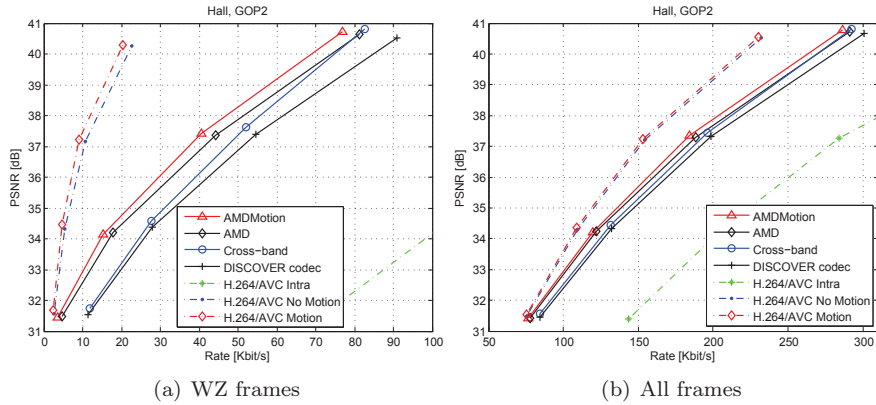 Hall, GOP2
41
40
39
38
37
36
35
34
33
32
31
PSNR [dB]
0 10 20 30 40 50 60 70 80 90 100
Rate [Kbit/s]
AMDMotion
AMD
Cross−band
DISCOVER codec
H.264/AVC Intra
H.264/AVC No Motion
H.264/AVC Motion
(a) WZ frames
Hall, GOP2
41
40
39
38
37
36
35
34
33
32
31
PSNR [dB]
50 100 150 200 250 300
Rate [Kbit/s]
AMDMotion
AMD
Cross−band
DISCOVER codec
H.264/AVC Intra
H.264/AVC No Motion
H.264/AVC Motion
(b) All frames